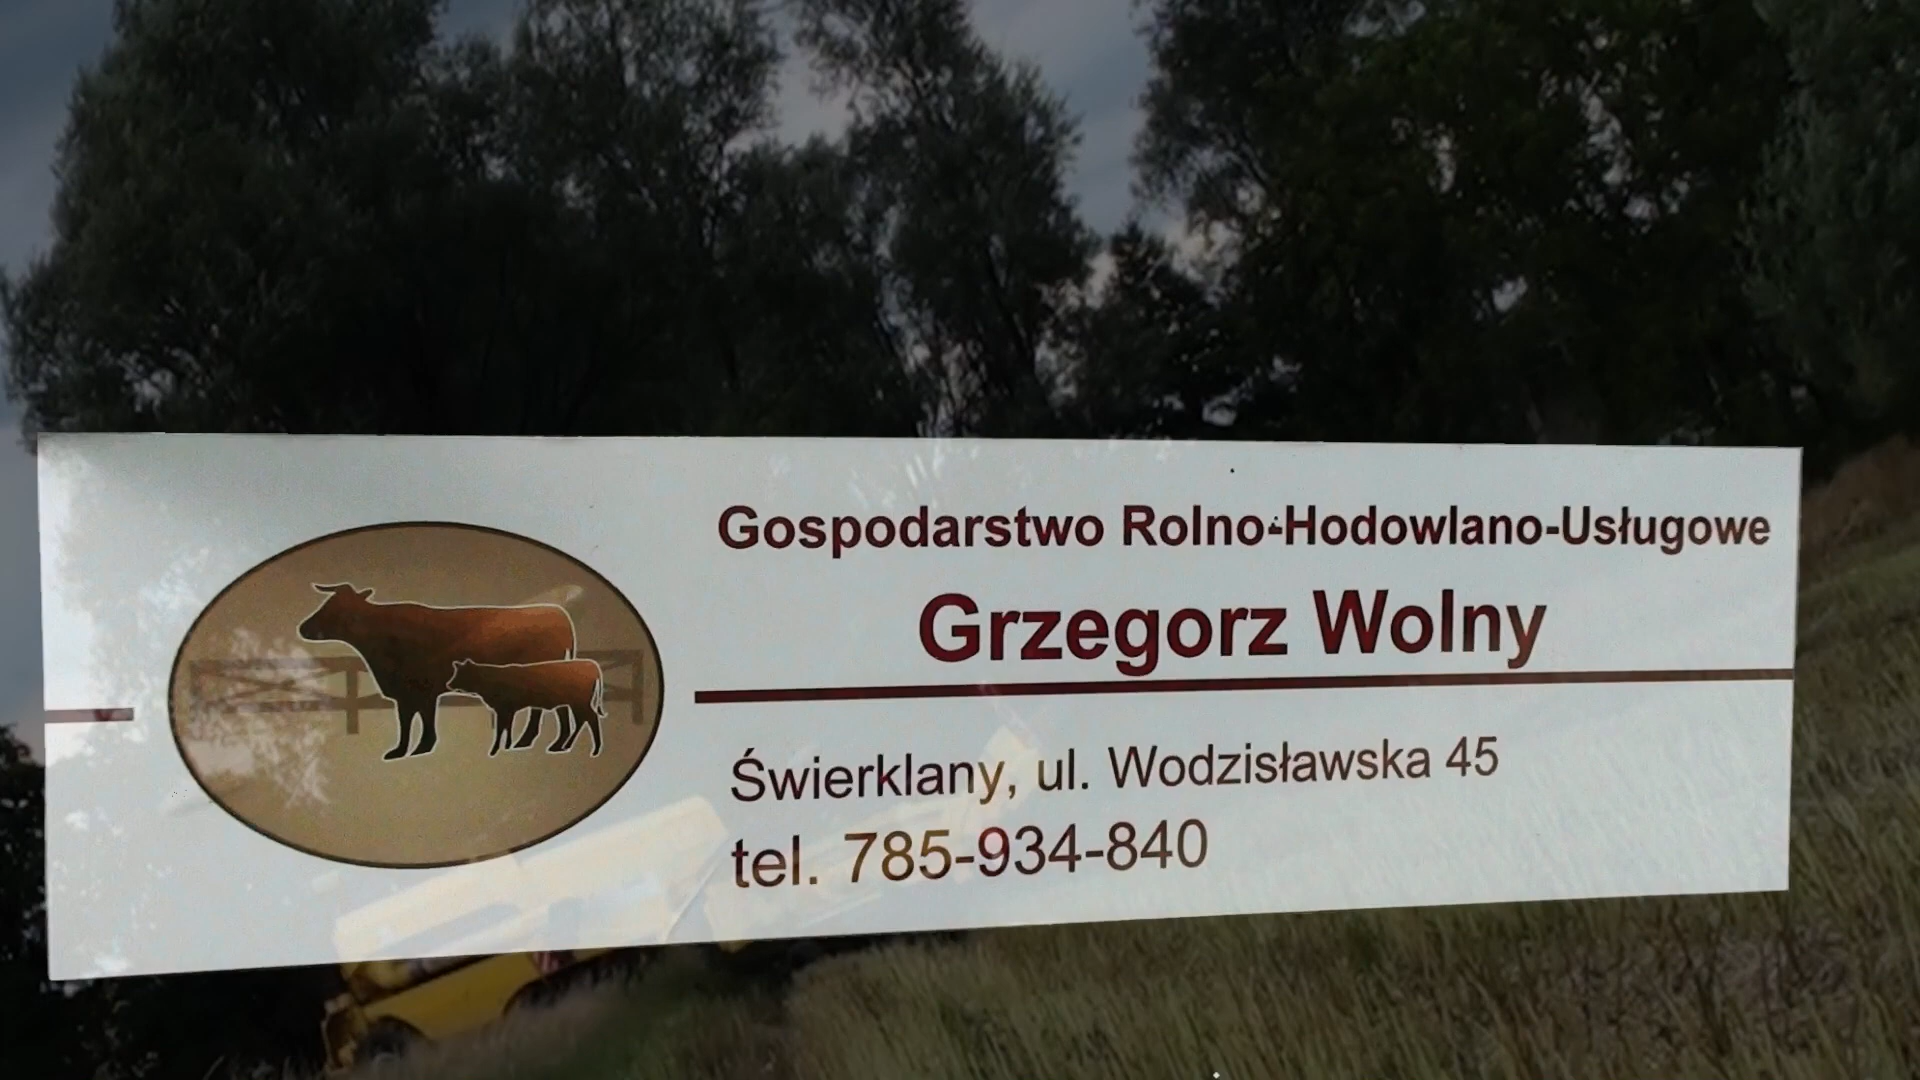 Gospodarstwo Rolno-Hodowlano-Usługowe
Grzegorz Wolny
Świerklany, ul. Wodzisławska 45
tel. 785-934-840